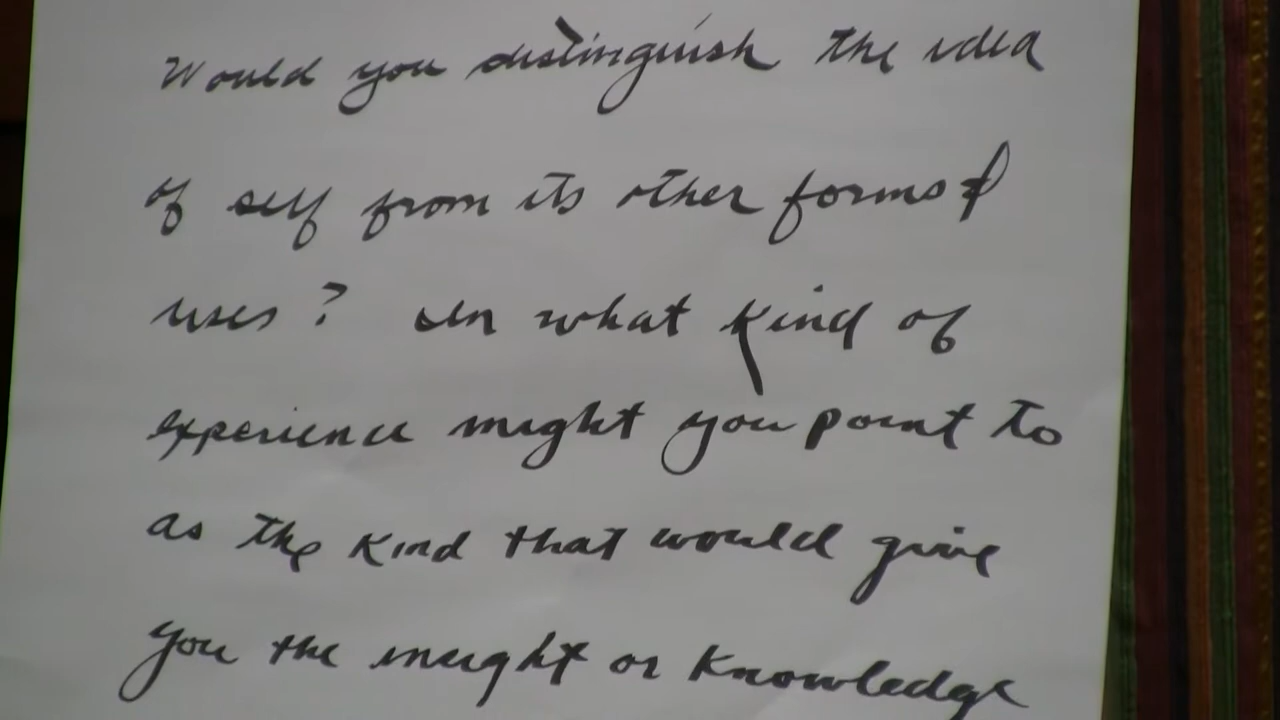 Would you distinguish the idea
of self from its other forms &
uses? In what kind of
experience might you point to
as the kind that would give
you the insight or knowledge